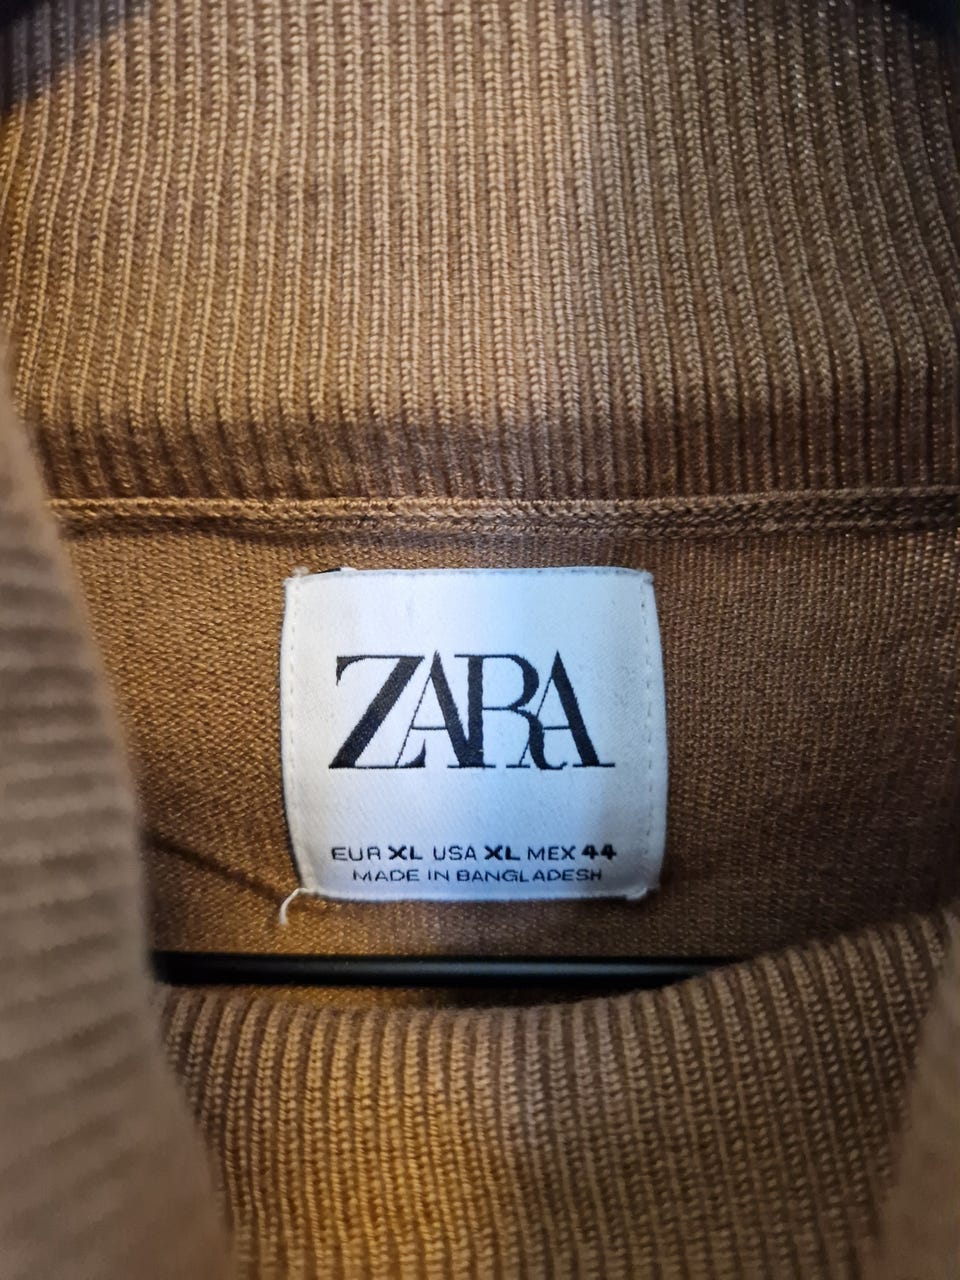 ZARA
EUR XL USA XL MEX 44
MADE IN BANGLADESH